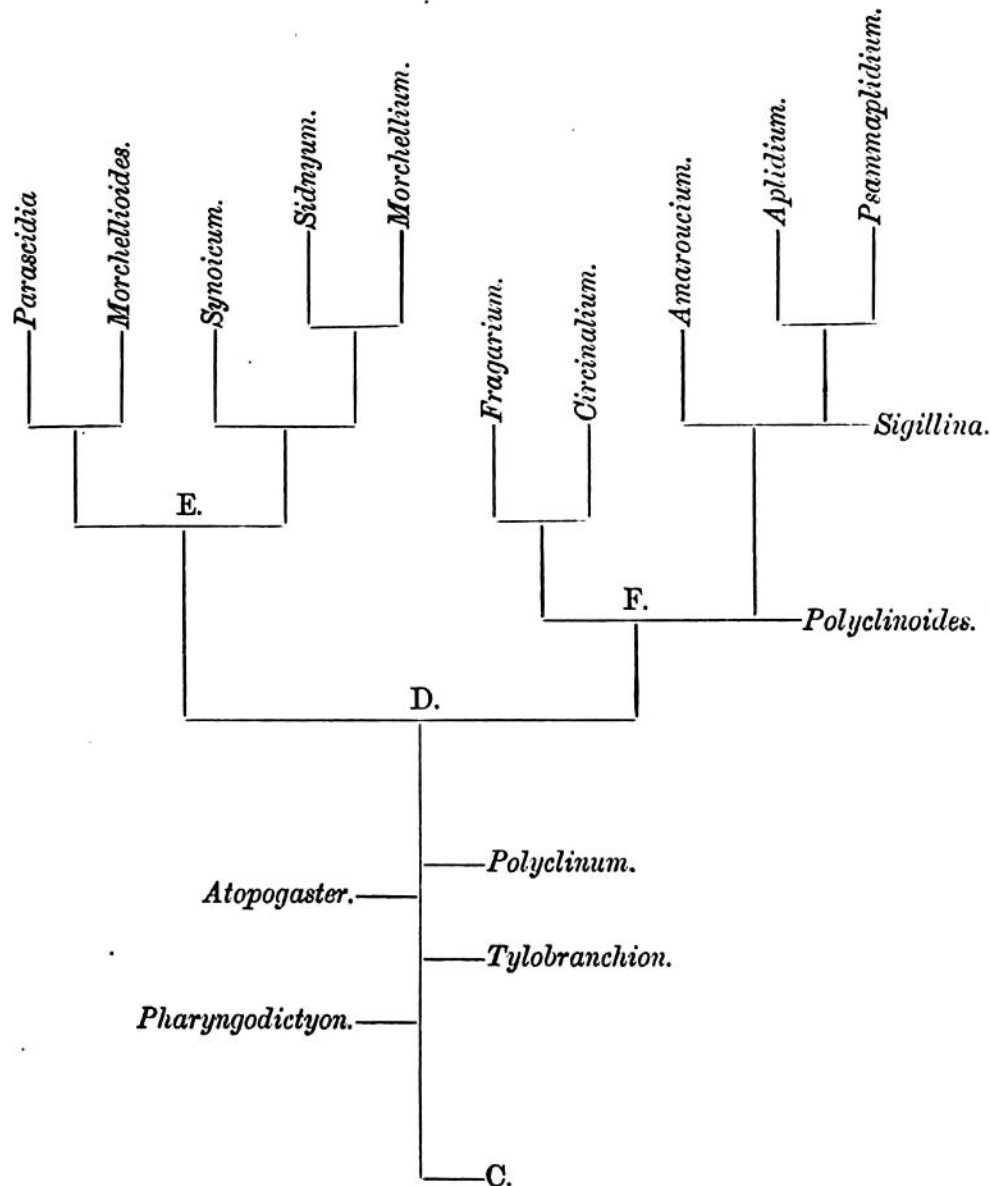 Parascidia
Morchellioides.
Synoicum.
Sidnyum.
Morchellium.
Fragarium.
Circinalium.
Amaroucium.
Aplidium.
Psammaplidium.
Sigillina.
E.
F.
Polyclinoides.
D.
Polyclinum.
Atopogaster.
Tylobranchion.
Pharyngodictyon.
C.